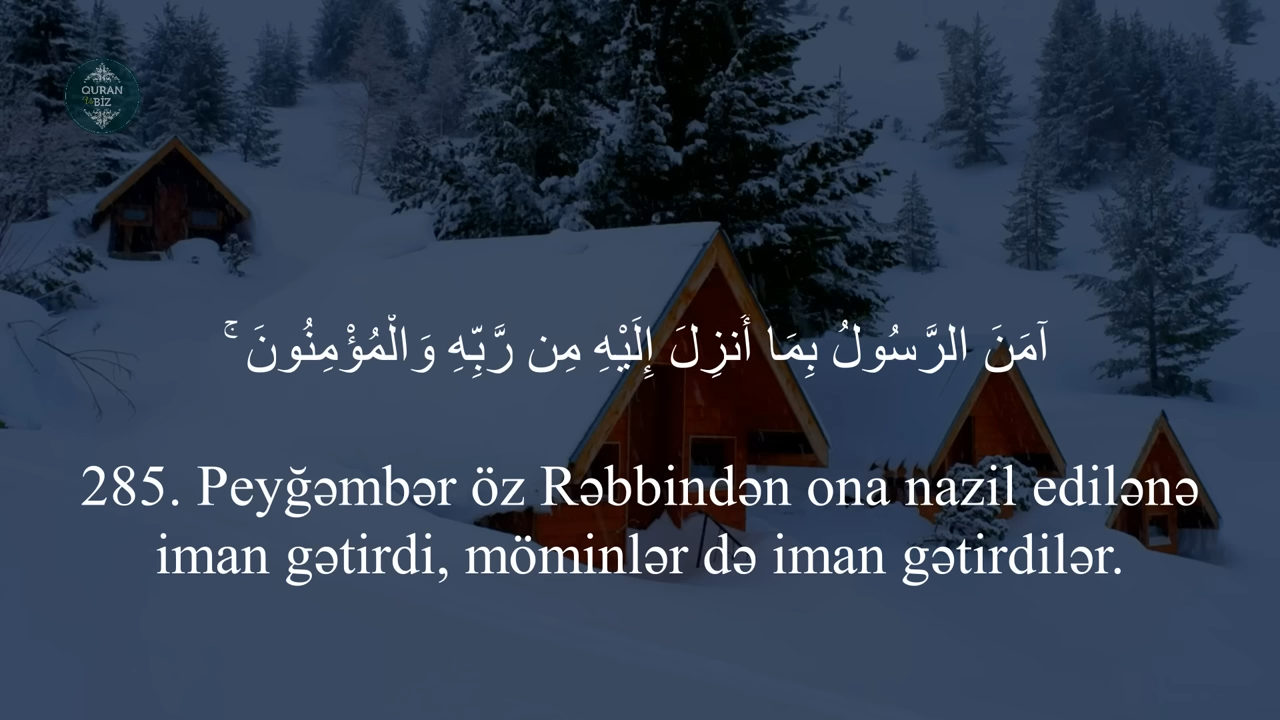 QURAN
Və BİZ
آمَنَ الرَّسُولُ بِمَا أُنزِلَ إِلَيْهِ مِن رَّبِّهِ وَالْمُؤْمِنُونَ ۚ
285. Peyğəmbər öz Rəbbindən ona nazil edilənə
iman gətirdi, möminlər də iman gətirdilər.